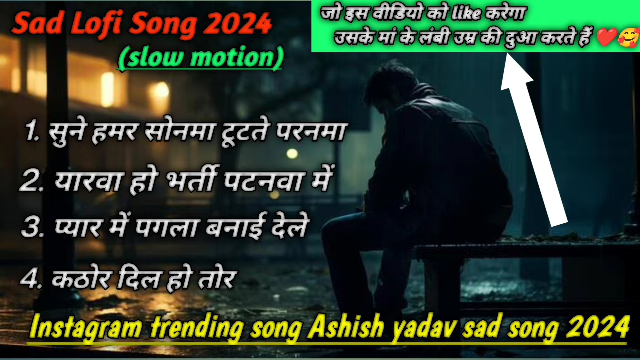 Sad Lofi Song 2024
(slow motion)
जो इस वीडियो को like करेगा
उसके मां के लंबी उम्र की दुआ करते हैं ❤️🥰
1. सुने हमर सोनमा टूटते परनमा
2. यारवा हो भर्ती पटनवा में
3. प्यार में पगला बनाई देले
4. कठोर दिल हो तोर
Instagram trending song Ashish yadav sad song 2024